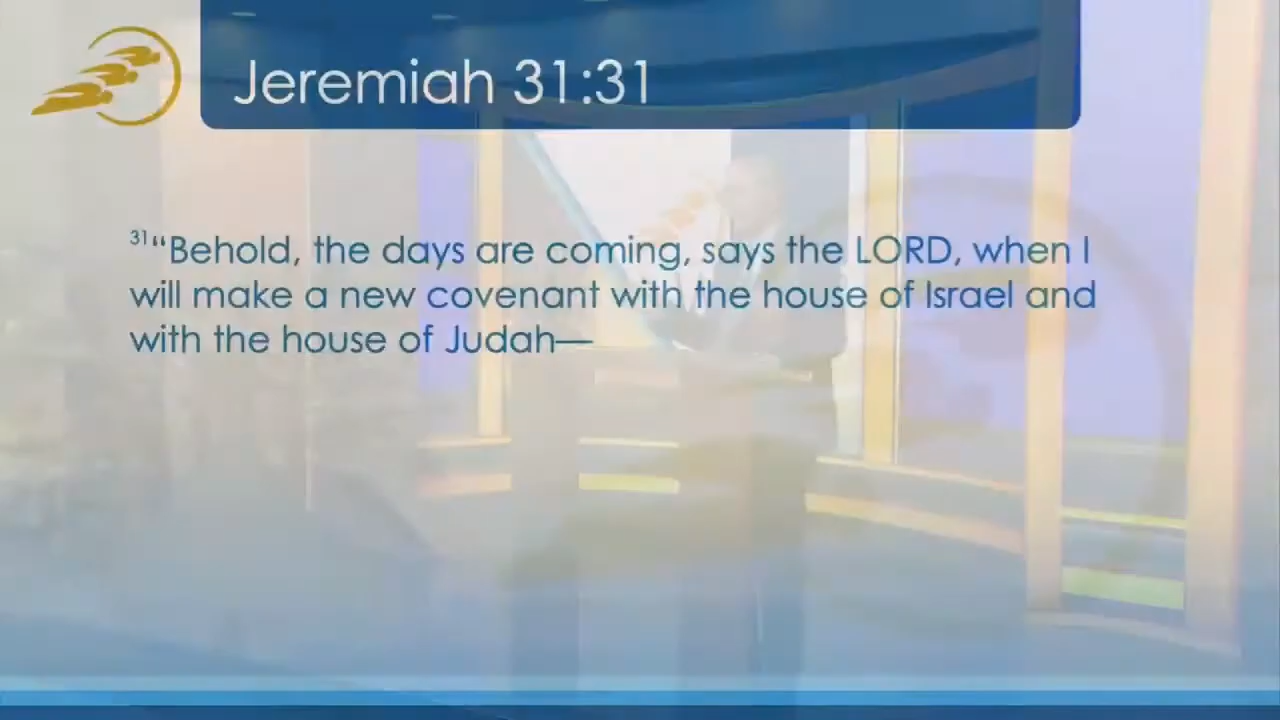 Jeremiah 31:31
31“Behold, the days are coming, says the LORD, when I
will make a new covenant with the house of Israel and
with the house of Judah—